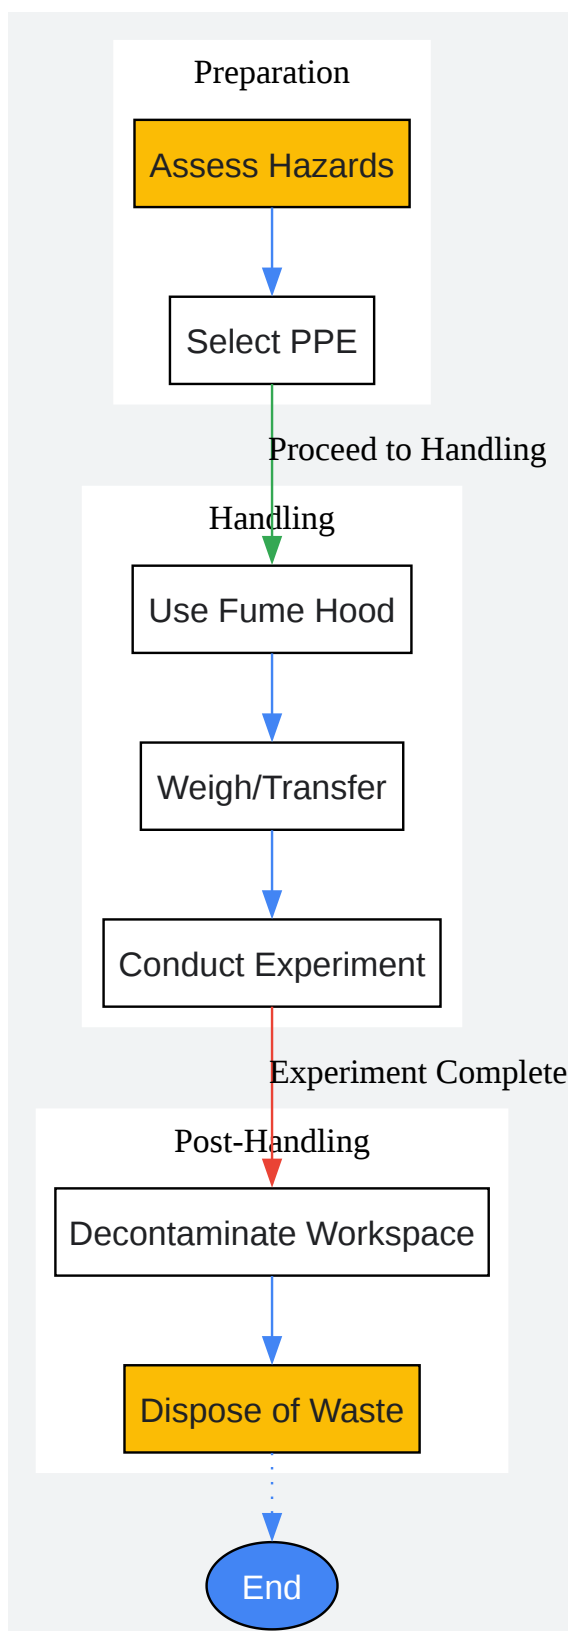 Preparation
Assess Hazards
Select PPE
Proceed to Handling
Handling
Use Fume Hood
Weigh/Transfer
Conduct Experiment
Experiment Complete
Post-Handling
Decontaminate Workspace
Dispose of Waste
End